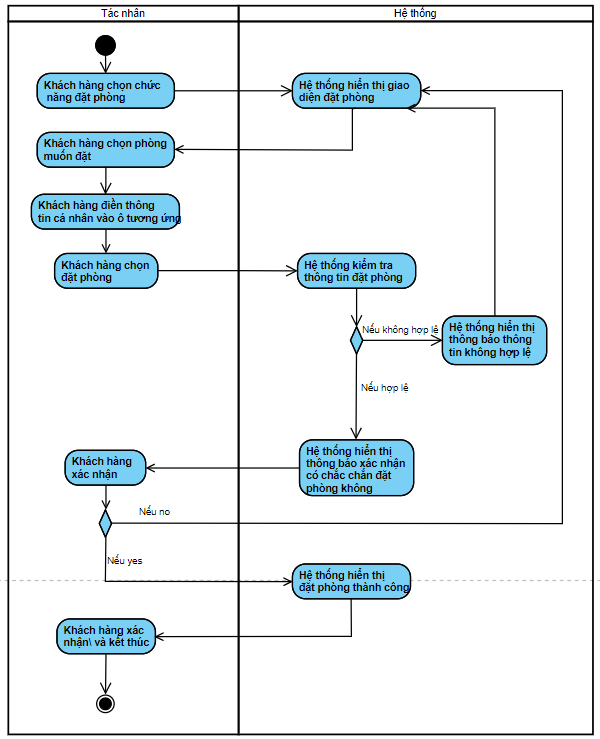 Tác nhân
Hệ thống
Khách hàng chọn chức
năng đặt phòng
Hệ thống hiển thị giao
diện đặt phòng
Khách hàng chọn phòng
muốn đặt
Khách hàng điền thông
tin cá nhân vào ô tương ứng
Khách hàng chọn
đặt phòng
Hệ thống kiểm tra
thông tin đặt phòng
Nếu không hợp lệ
Hệ thống hiển thị
thông báo thông
tin không hợp lệ
Nếu hợp lệ
Hệ thống hiển thị
thông báo xác nhận
có chắc chắn đặt
phòng không
Khách hàng
xác nhận
Nếu no
Nếu yes
Hệ thống hiển thị
đặt phòng thành công
Khách hàng xác
nhận\ và kết thúc